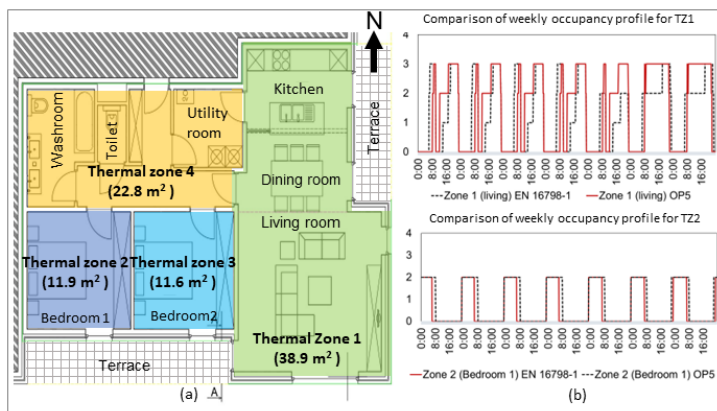 N
Kitchen
Washroom
Toilet
Utility
room
Terrace
Thermal zone 4
(22.8 m²)
Dining room
Living room
Thermal zone 2
(11.9 m²)
Bedroom 1
Thermal zone 3
(11.6 m²)
Bedroom2
Thermal Zone 1
(38.9 m²)
Terrace
A
(a)
Comparison of weekly occupancy profile for TZ1
4
3
2
1
0
0:00 8:00 16:00 0:00 8:00 16:00 0:00 8:00 16:00 0:00 8:00 16:00 0:00 8:00 16:00 0:00 8:00 16:00 0:00 8:00 16:00
Zone 1 (living) EN 16798-1 Zone 1 (living) OP5
Comparison of weekly occupancy profile for TZ2
4
3
2
1
0
0:00 8:00 16:00 0:00 8:00 16:00 0:00 8:00 16:00 0:00 8:00 16:00 0:00 8:00 16:00 0:00 8:00 16:00 0:00 8:00 16:00
Zone 2 (Bedroom 1) EN 16798-1 Zone 2 (Bedroom 1) OP5
(b)